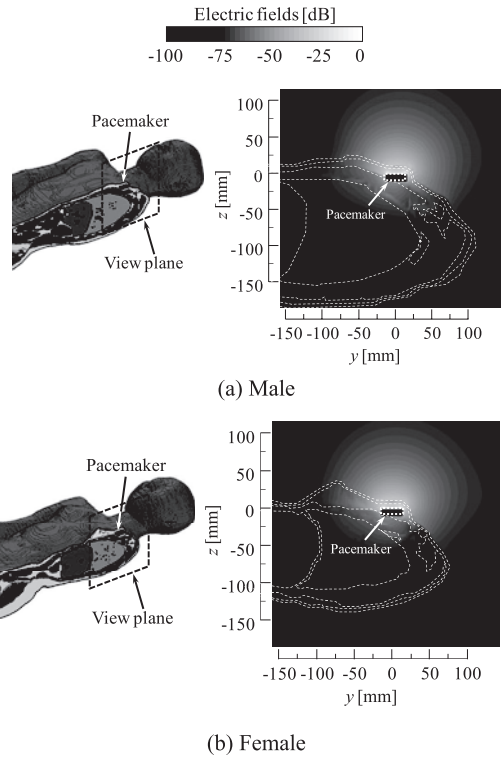 Electric fields [dB]
-100 -75 -50 -25 0
Pacemaker
View plane
100
50
0
-50
-100
-150
z [mm]
Pacemaker
-150 -100 -50 0 50 100
y [mm]
(a) Male
Pacemaker
View plane
100
50
0
-50
-100
-150
z [mm]
Pacemaker
-150 -100 -50 0 50 100
y [mm]
(b) Female